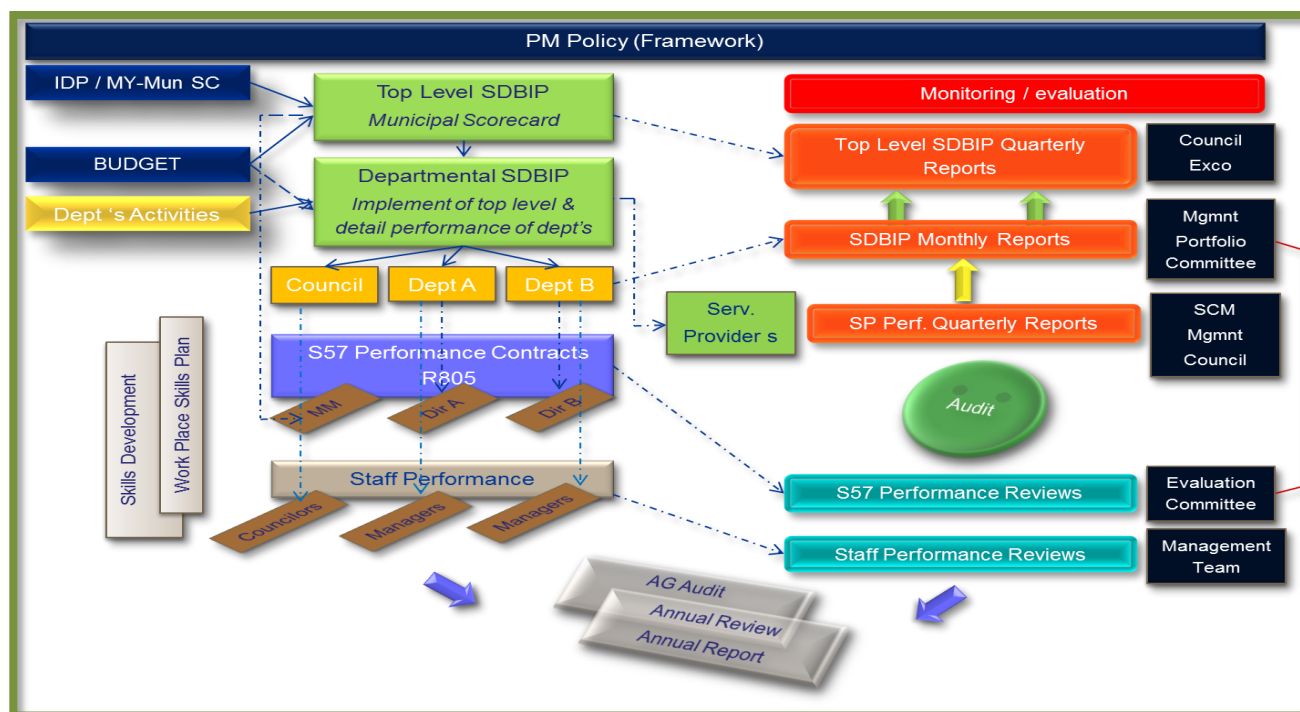 PM Policy (Framework)
IDP / MY-Mun SC
BUDGET
Dept 's Activities
Top Level SDBIP
Municipal Scorecard
Departmental SDBIP
Implement of top level &
detail performance of dept's
Council
Dept A
Dept B
Serv.
Provider s
S57 Performance Contracts
R805
MM
Dir A
Dir B
Skills Development
Work Place Skills Plan
Staff Performance
Councilors
Managers
Managers
Monitoring / evaluation
Top Level SDBIP Quarterly
Reports
Council
Exco
SDBIP Monthly Reports
Mgmnt
Portfolio
Committee
SP Perf. Quarterly Reports
SCM
Mgmnt
Council
Audit
S57 Performance Reviews
Evaluation
Committee
Staff Performance Reviews
Management
Team
AG Audit
Annual Review
Annual Report